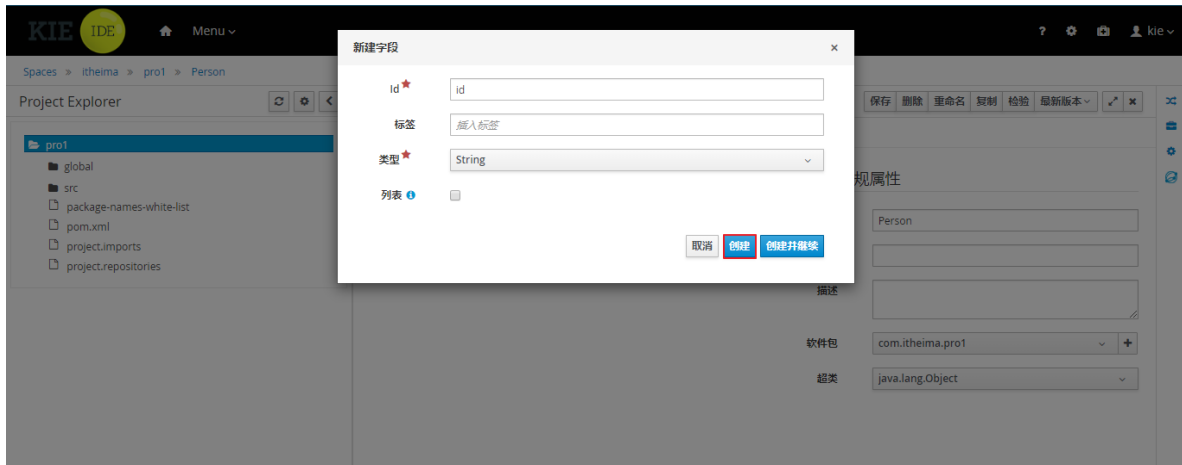 KIE IDE Menu
? kie
Spaces » itheima » pro1 » Person
Project Explorer
保存 删除 重命名 复制 检验 最新版本
pro1
global
src
package-names-white-list
pom.xml
project.imports
project.repositories
新建字段 ×
Id id
标签 插入标签
类型 String
列表
取消 创建 创建并继续
规属性
Person
描述
软件包 com.itheima.pro1 +
超类 java.lang.Object